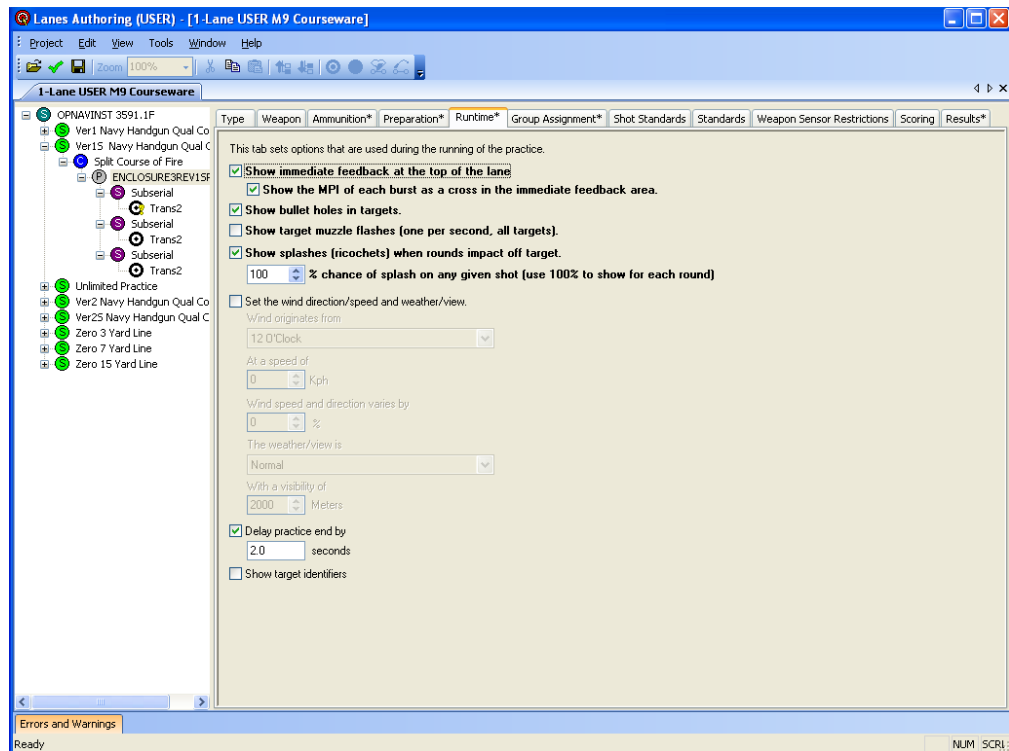 Lanes Authoring (USER) - [1-Lane USER M9 Courseware]
Project Edit View Tools Window Help
Zoom 100%
1-Lane USER M9 Courseware
OPNAVINST 3591.1F
Ver1 Navy Handgun Qual Co
Ver1S Navy Handgun Qual C
Split Course of Fire
ENCLOSURE3REV1SF
Subserial
Trans2
Subserial
Trans2
Subserial
Trans2
Unlimited Practice
Ver2 Navy Handgun Qual Co
Ver2S Navy Handgun Qual C
Zero 3 Yard Line
Zero 7 Yard Line
Zero 15 Yard Line
Type Weapon Ammunition* Preparation* Runtime* Group Assignment* Shot Standards Standards Weapon Sensor Restrictions Scoring Results*
This tab sets options that are used during the running of the practice.
Show immediate feedback at the top of the lane
Show the MPI of each burst as a cross in the immediate feedback area.
Show bullet holes in targets.
Show target muzzle flashes (one per second, all targets).
Show splashes (ricochets) when rounds impact off target.
100 % chance of splash on any given shot (use 100% to show for each round)
Set the wind direction/speed and weather/view.
Wind originates from
12 O'Clock
At a speed of
0 Kph
Wind speed and direction varies by
0 %
The weather/view is
Normal
With a visibility of
2000 Meters
Delay practice end by
2.0 seconds
Show target identifiers
Errors and Warnings
Ready NUM SCRL